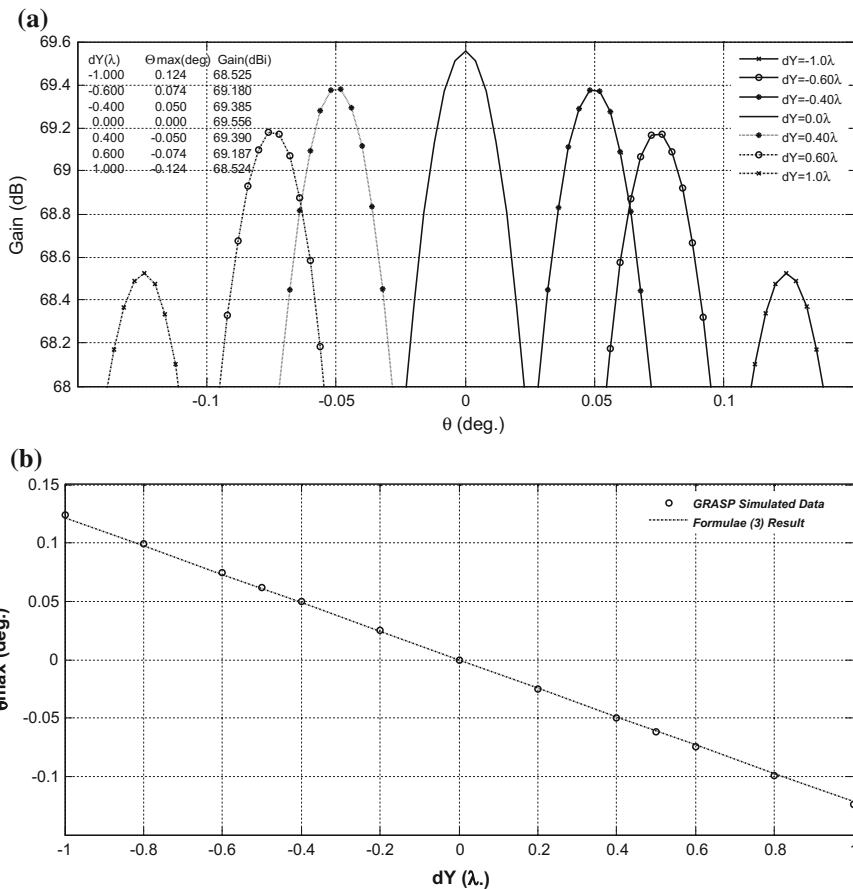 (a)
69.6
69.4
69.2
69
68.8
68.6
68.4
68.2
68
Gain (dB)
dY(λ) Θmax(deg) Gain(dBi)
-1.000 0.124 68.525
-0.600 0.074 69.180
-0.400 0.050 69.385
0.000 0.000 69.556
0.400 -0.050 69.390
0.600 -0.074 69.187
1.000 -0.124 68.524
dY=-1.0λ
dY=-0.60λ
dY=-0.40λ
dY=0.0λ
dY=0.40λ
dY=0.60λ
dY=1.0λ
-0.1 -0.05 0 0.05 0.1
θ (deg.)
(b)
0.15
0.1
0.05
0
-0.05
-0.1
θmax (deg.)
GRASP Simulated Data
Formulae (3) Result
-1 -0.8 -0.6 -0.4 -0.2 0 0.2 0.4 0.6 0.8 1
dY (λ.)